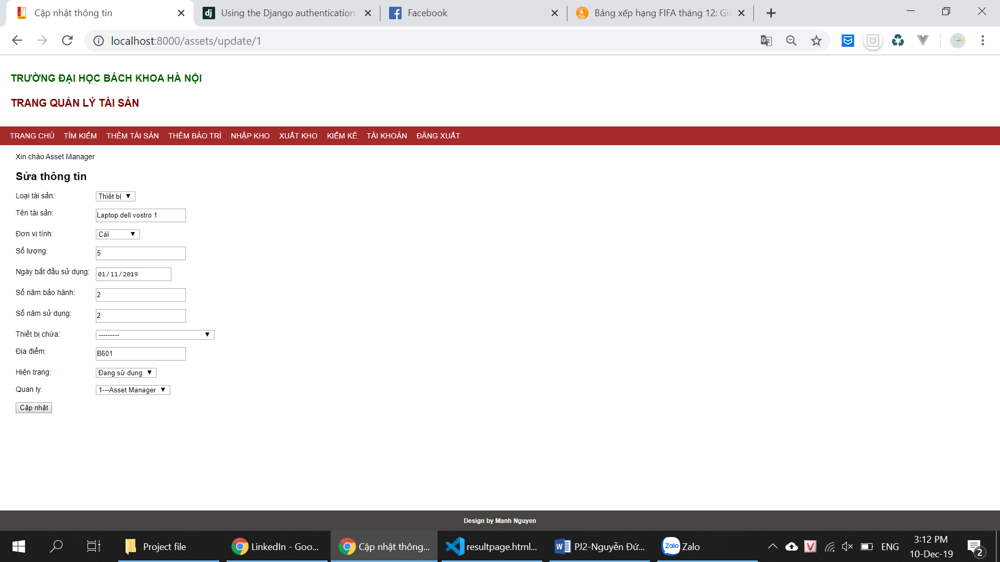 Cập nhật thông tin
Using the Django authentication
Facebook
Bảng xếp hạng FIFA tháng 12: Gi
localhost:8000/assets/update/1
TRƯỜNG ĐẠI HỌC BÁCH KHOA HÀ NỘI
TRANG QUẢN LÝ TÀI SẢN
TRANG CHỦ TÌM KIẾM THÊM TÀI SẢN THÊM BẢO TRÌ NHẬP KHO XUẤT KHO KIỂM KÊ TÀI KHOẢN ĐĂNG XUẤT
Xin chào Asset Manager
Sửa thông tin
Loại tài sản: Thiết bị
Tên tài sản: Laptop dell vostro 1
Đơn vị tính: Cái
Số lượng: 5
Ngày bắt đầu sử dụng: 01/11/2019
Số năm bảo hành: 2
Số năm sử dụng: 2
Thiết bị chứa: ---------
Địa điểm: B601
Hiện trạng: Đang sử dụng
Quan ly: 1---Asset Manager
Cập nhật
Design by Manh Nguyen
Project file
LinkedIn - Goo...
Cập nhật thông...
resultpage.html...
PJ2-Nguyễn Đứ...
Zalo Zalo
ENG
3:12 PM
10-Dec-19
2